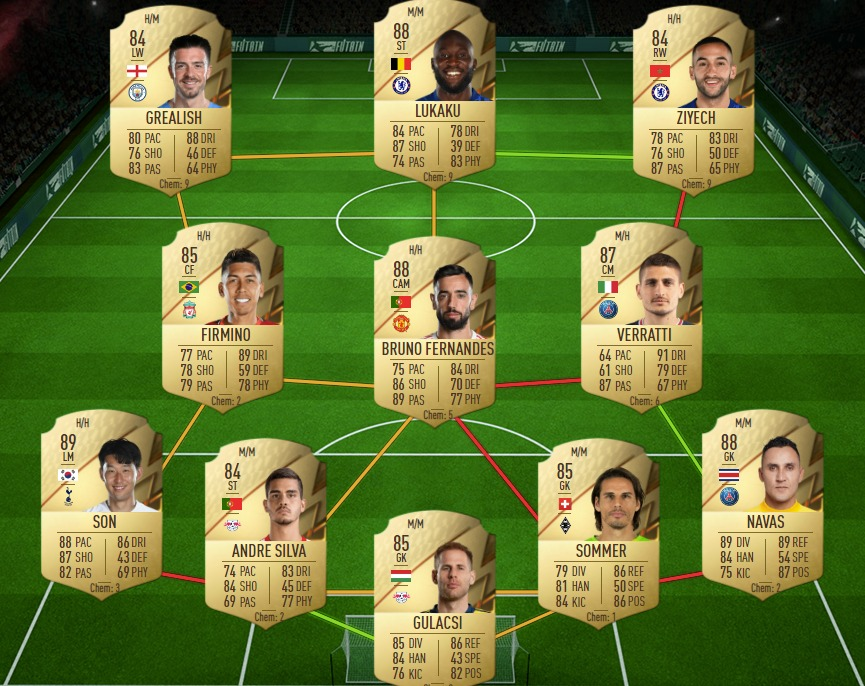 FUTBIN
FUTBIN
FUTBIN
H/M
84
LW
GREALISH
80 PAC 88 DRI
76 SHO 46 DEF
83 PAS 64 PHY
Chem: 9
M/M
88
ST
LUKAKU
84 PAC 78 DRI
87 SHO 39 DEF
74 PAS 83 PHY
Chem: 9
H/H
84
RW
ZIYECH
78 PAC 83 DRI
76 SHO 50 DEF
87 PAS 65 PHY
Chem: 9
H/H
85
CF
FIRMINO
77 PAC 89 DRI
78 SHO 59 DEF
79 PAS 78 PHY
Chem: 2
H/H
88
CAM
BRUNO FERNANDES
75 PAC 84 DRI
86 SHO 70 DEF
89 PAS 77 PHY
Chem: 5
M/H
87
CM
VERRATTI
64 PAC 91 DRI
61 SHO 79 DEF
87 PAS 67 PHY
Chem: 6
H/H
89
LM
SON
88 PAC 86 DRI
87 SHO 43 DEF
82 PAS 69 PHY
Chem: 3
M/M
84
ST
ANDRE SILVA
74 PAC 83 DRI
84 SHO 45 DEF
69 PAS 77 PHY
Chem: 2
M/M
85
GK
GULACSI
85 DIV 86 REF
84 HAN 43 SPE
76 KIC 82 POS
M/M
85
GK
SOMMER
79 DIV 86 REF
81 HAN 50 SPE
84 KIC 86 POS
Chem: 1
M/M
88
GK
NAVAS
89 DIV 89 REF
84 HAN 54 SPE
75 KIC 87 POS
Chem: 2